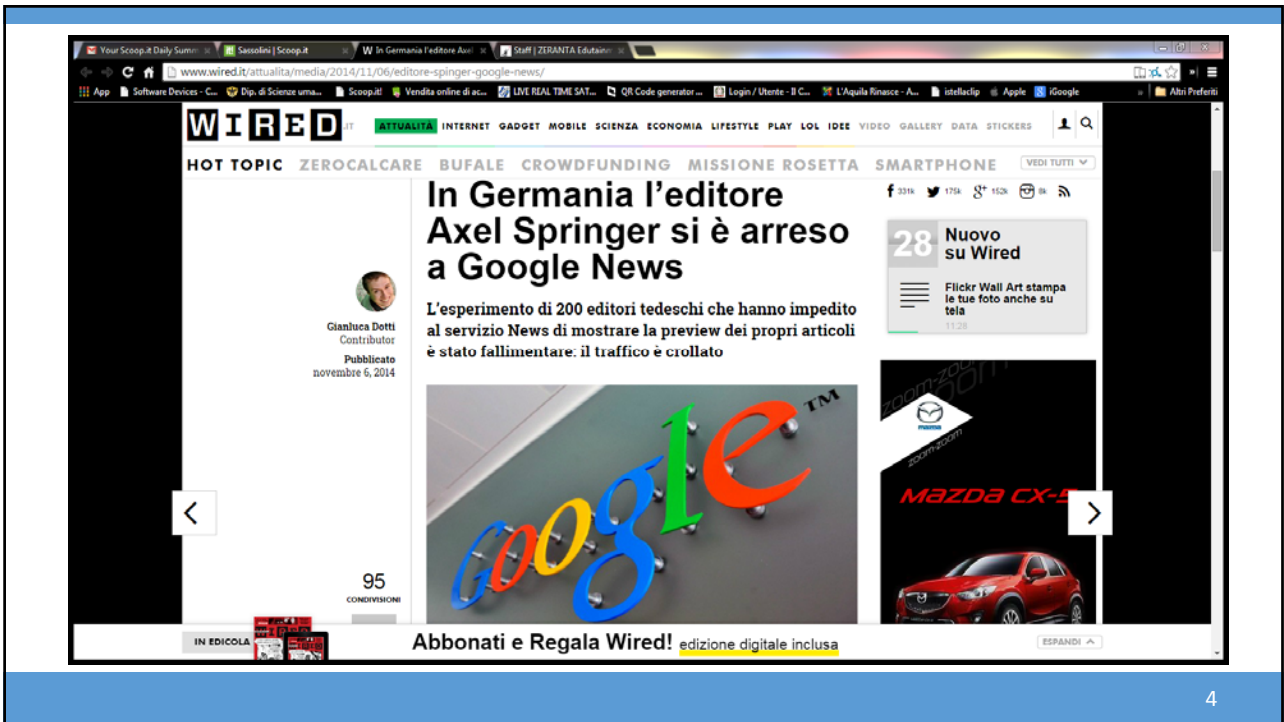 Your Scoop.it Daily Summ
Sassolini | Scoop.it
W In Germania l'editore Axel
Staff | ZERANTA Edutainm
www.wired.it/attualita/media/2014/11/06/editore-spinger-google-news/
App Software Devices - C... Dip. di Scienze uma... Scoop.it! Vendita online di ac... LIVE REAL TIME SAT... QR Code generator ... Login / Utente - Il C... L'Aquila Rinasce - A... istellaclip Apple iGoogle » Altri Preferiti
WIRED.IT ATTUALITÀ INTERNET GADGET MOBILE SCIENZA ECONOMIA LIFESTYLE PLAY LOL IDEE VIDEO GALLERY DATA STICKERS
HOT TOPIC ZEROCALCARE BUFALE CROWDFUNDING MISSIONE ROSETTA SMARTPHONE VEDI TUTTI
In Germania l'editore
Axel Springer si è arreso
a Google News
L'esperimento di 200 editori tedeschi che hanno impedito
al servizio News di mostrare la preview dei propri articoli
è stato fallimentare: il traffico è crollato
Gianluca Dotti
Contributor
Pubblicato
novembre 6, 2014
331k 175k 152k 8k
28 Nuovo
su Wired
Flickr Wall Art stampa
le tue foto anche su
tela
11:28
Google™
zoom-zoom
zoom
mazda
zoom-zoom
mazda CX-5
95
CONDIVISIONI
IN EDICOLA
Abbonati e Regala Wired! edizione digitale inclusa
ESPANDI
4